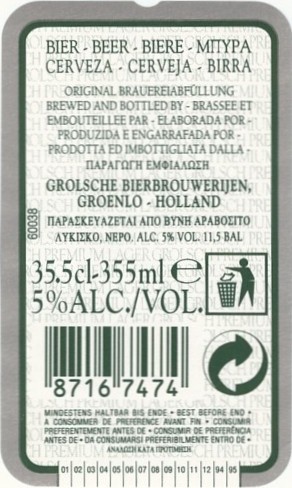 BIER - BEER - BIERE - ΜΠΥΡΑ
CERVEZA - CERVEJA - BIRRA
ORIGINAL BRAUEREIABFÜLLUNG
BREWED AND BOTTLED BY - BRASSEE ET
EMBOUTEILLEE PAR - ELABORADA POR -
PRODUZIDA E ENGARRAFADA POR -
PRODOTTA ED IMBOTTIGLIATA DALLA -
ΠΑΡΑΓΩΓΗ ΕΜΦΙΑΛΩΣΗ
GROLSCHE BIERBROUWERIJEN,
GROENLO - HOLLAND
ΠΑΡΑΣΚΕΥΑΖΕΤΑΙ ΑΠΟ ΒΥΝΗ ΑΡΑΒΟΣΙΤΟ
ΛΥΚΙΣΚΟ, ΝΕΡΟ. ALC. 5% VOL. 11,5 BAL
60038
35.5cl-355ml ℮
5%ALC./VOL.
8716 7474
MINDESTENS HALTBAR BIS ENDE • BEST BEFORE END •
A CONSOMMER DE PREFERENCE AVANT FIN • CONSUMIR
PREFERENTEMENTE ANTES DE • CONSUMIR DE PREFERÊNCIA
ANTES DE • DA CONSUMARSI PREFERIBILMENTE ENTRO DE •
ΑΝΑΛΩΣΗ ΚΑΤΑ ΠΡΟΤΙΜΗΣΗ.
01 02 03 04 05 06 07 08 09 10 11 12 94 95